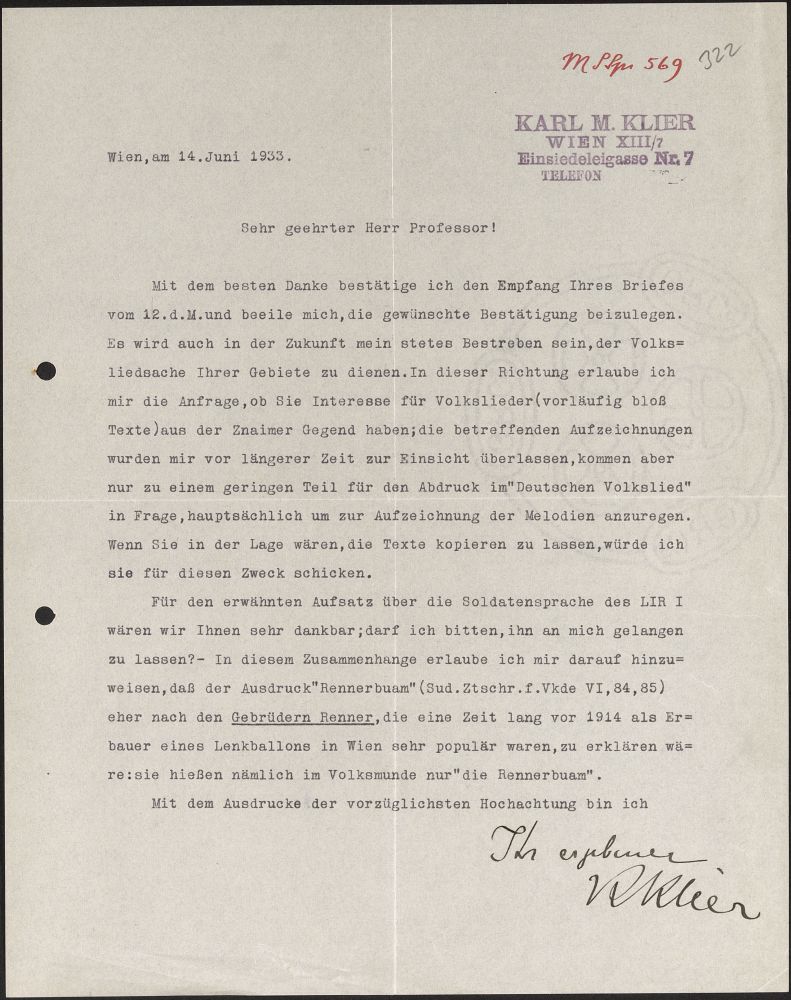 MSSpr 569 322
KARL M. KLIER
WIEN XIII/7
Einsiedeleigasse Nr. 7
TELEFON
Wien,am 14.Juni 1933.
Sehr geehrter Herr Professor!
Mit dem besten Danke bestätige ich den Empfang Ihres Briefes
vom 12.d.M.und beeile mich,die gewünschte Bestätigung beizulegen.
Es wird auch in der Zukunft mein stetes Bestreben sein,der Volks=
liedsache Ihrer Gebiete zu dienen.In dieser Richtung erlaube ich
mir die Anfrage,ob Sie Interesse für Volkslieder(vorläufig bloß
Texte)aus der Znaimer Gegend haben;die betreffenden Aufzeichnungen
wurden mir vor längerer Zeit zur Einsicht überlassen,kommen aber
nur zu einem geringen Teil für den Abdruck im"Deutschen Volkslied"
in Frage,hauptsächlich um zur Aufzeichnung der Melodien anzuregen.
Wenn Sie in der Lage wären,die Texte kopieren zu lassen,würde ich
sie für diesen Zweck schicken.
Für den erwähnten Aufsatz über die Soldatensprache des LIR I
wären wir Ihnen sehr dankbar;darf ich bitten,ihn an mich gelangen
zu lassen?- In diesem Zusammenhange erlaube ich mir darauf hinzu=
weisen,daß der Ausdruck"Rennerbuam"(Sud.Ztschr.f.Vkde VI,84,85)
eher nach den Gebrüdern Renner,die eine Zeit lang vor 1914 als Er=
bauer eines Lenkballons in Wien sehr populär waren,zu erklären wä=
re:sie hießen nämlich im Volksmunde nur"die Rennerbuam".
Mit dem Ausdrucke der vorzüglichsten Hochachtung bin ich
Ihr ergebener
KKlier